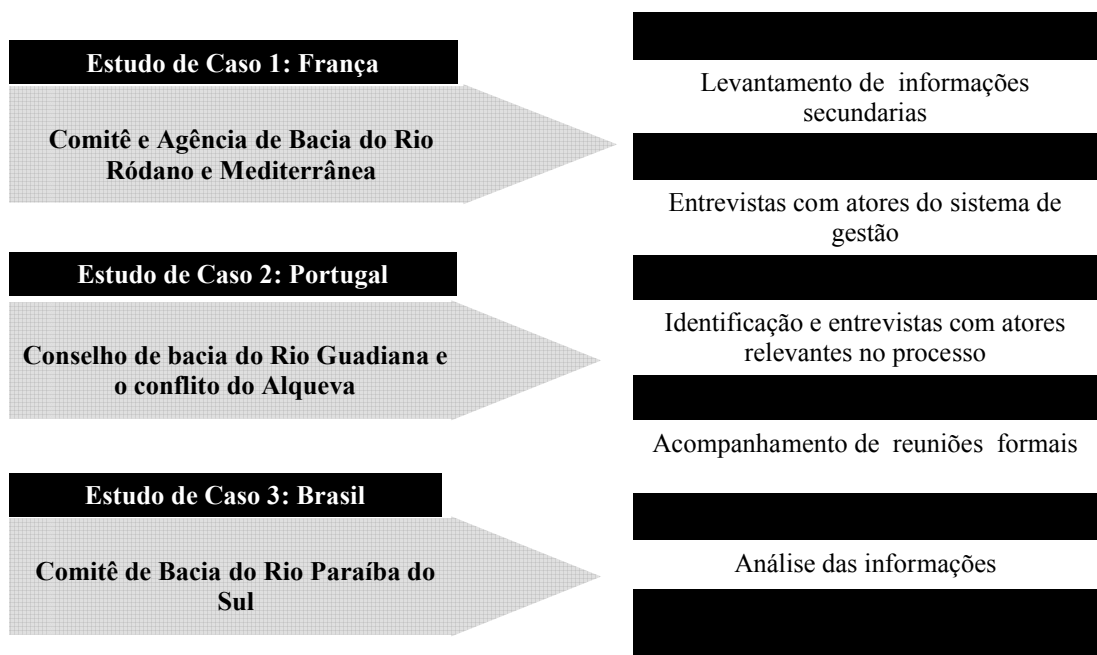 Estudo de Caso 1: França
Comitê e Agência de Bacia do Rio
Ródano e Mediterrânea
Estudo de Caso 2: Portugal
Conselho de bacia do Rio Guadiana e
o conflito do Alqueva
Estudo de Caso 3: Brasil
Comitê de Bacia do Rio Paraíba do
Sul
Levantamento de informações
secundarias
Entrevistas com atores do sistema de
gestão
Identificação e entrevistas com atores
relevantes no processo
Acompanhamento de reuniões formais
Análise das informações